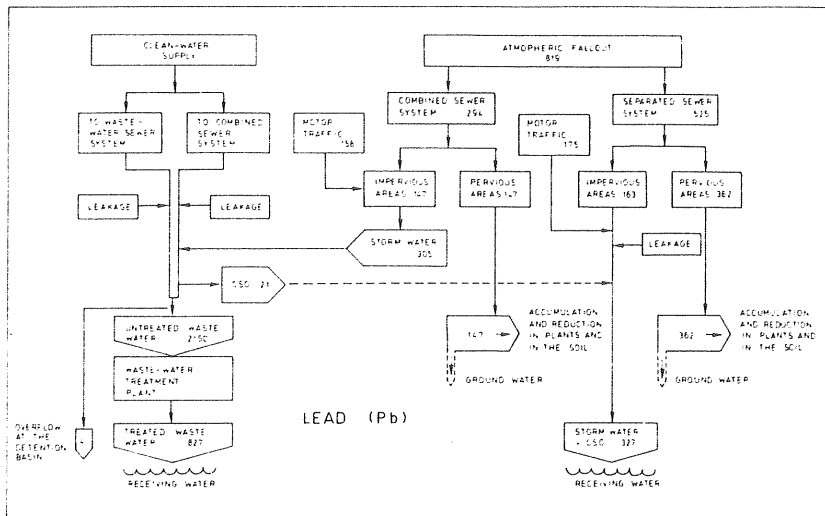 CLEAN-WATER
SUPPLY
ATMOPHERIC FALLOUT
819
COMBINED SEWER
SYSTEM 294
SEPARATED SEWER
SYSTEM 525
TO WASTE-
WATER SEWER
SYSTEM
TO COMBINED
SEWER
SYSTEM
MOTOR
TRAFFIC
158
MOTOR
TRAFFIC
175
IMPERVIOUS
AREAS 147
PERVIOUS
AREAS 147
IMPERVIOUS
AREAS 163
PERVIOUS
AREAS 362
LEAKAGE
LEAKAGE
STORM WATER
305
LEAKAGE
CSO 21
UNTREATED WASTE
WATER 2150
147
ACCUMULATION
AND REDUCTION
IN PLANTS AND
IN THE SOIL
362
ACCUMULATION
AND REDUCTION
IN PLANTS AND
IN THE SOIL
WASTE-WATER
TREATMENT
PLANT
GROUND WATER
GROUND WATER
LEAD (Pb)
OVERFLOW
AT THE
DETENTION
BASIN
TREATED WASTE
WATER 827
STORM WATER
+ CSO 327
RECEIVING WATER
RECEIVING WATER